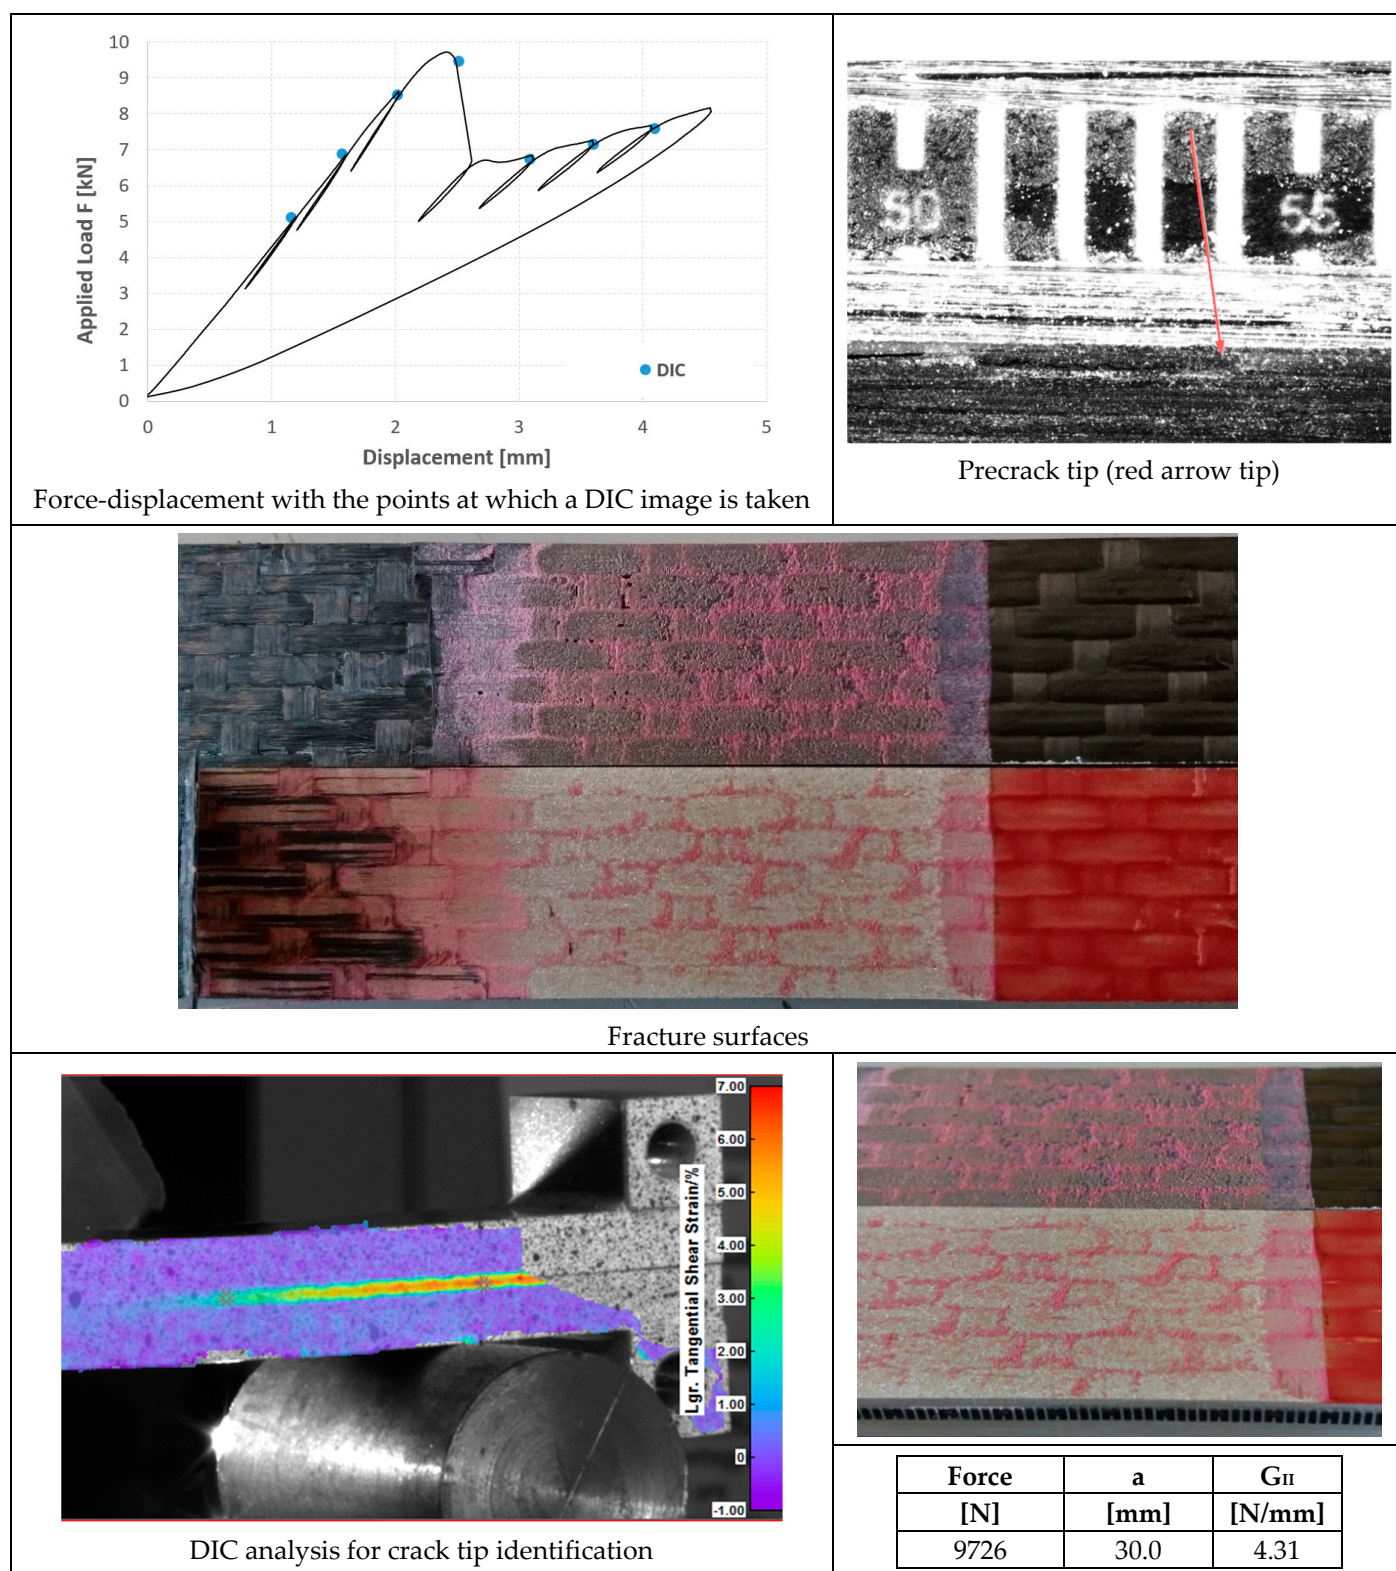 10
9
8
7
6
5
4
3
2
1
0
Applied Load F [kN]
0 1 2 3 4 5
Displacement [mm]
DIC
Force-displacement with the points at which a DIC image is taken
50 55
Precrack tip (red arrow tip)
Fracture surfaces
7.00
6.00
5.00
4.00
3.00
2.00
1.00
0
-1.00
Lgr. Tangential Shear Strain/%
DIC analysis for crack tip identification
Force a GII
[N] [mm] [N/mm]
9726 30.0 4.31